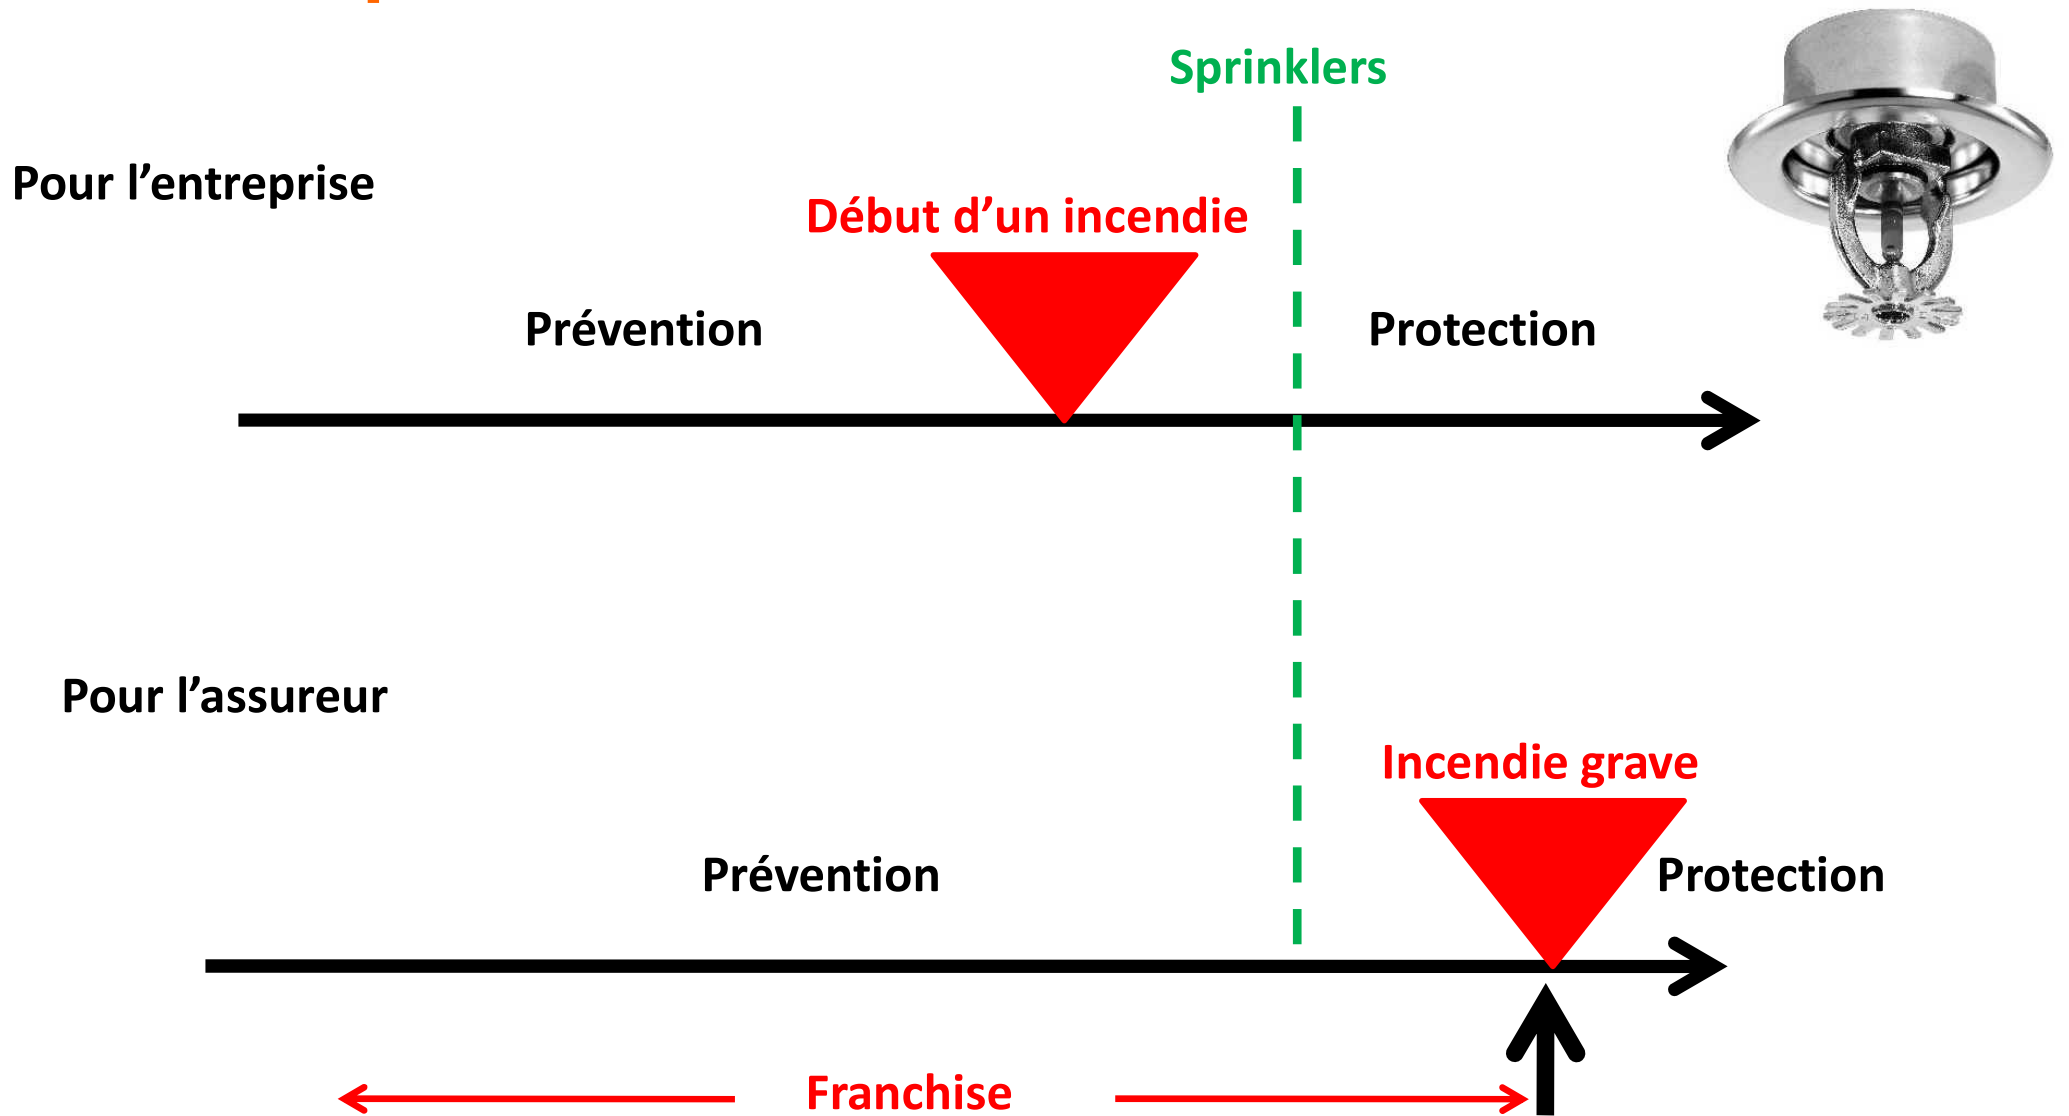 Sprinklers
Pour l’entreprise
Début d’un incendie
Prévention
Protection
Pour l’assureur
Incendie grave
Prévention
Protection
Franchise